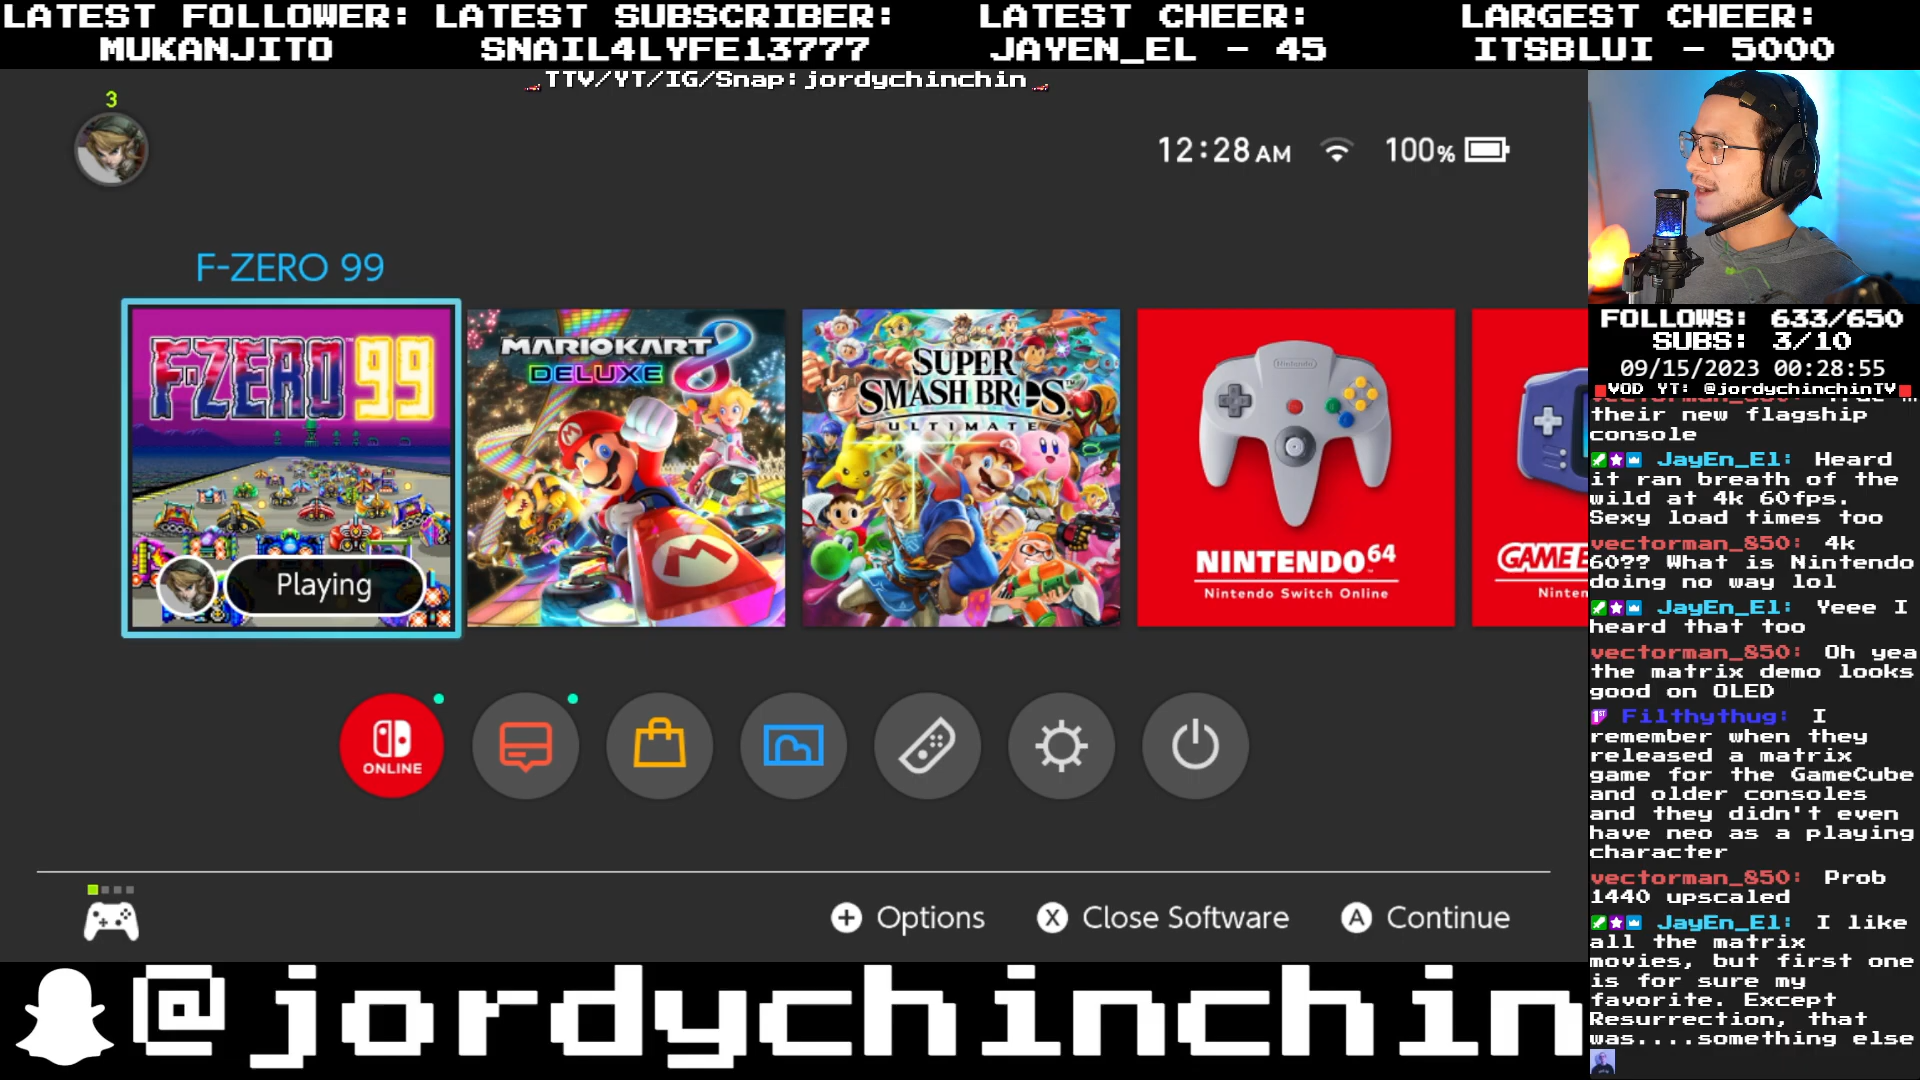 LATEST FOLLOWER: LATEST SUBSCRIBER: LATEST CHEER: LARGEST CHEER:
MUKANJITO SNAIL4LYFE13777 JAYEN_EL - 45 ITSBLUI - 5000
TTV/YT/IG/Snap:jordychinchin
3
12:28 AM 100%
F-ZERO 99
F-ZERO 99
Playing
MARIOKART 8
DELUXE
SUPER
SMASH BROS.
ULTIMATE
Nintendo
NINTENDO 64
Nintendo Switch Online
GAME B
Ninten
ONLINE
Options
Close Software
Continue
@jordychinchin
FOLLOWS: 633/650
SUBS: 3/10
09/15/2023 00:28:55
VOD YT: @jordychinchinTV
their new flagship
console
JayEn_El: Heard
it ran breath of the
wild at 4k 60fps.
Sexy load times too
vectorman_850: 4k
60?? What is Nintendo
doing no way lol
JayEn_El: Yeee I
heard that too
vectorman_850: Oh yea
the matrix demo looks
good on OLED
Filthythug: I
remember when they
released a matrix
game for the GameCube
and older consoles
and they didn't even
have neo as a playing
character
vectorman_850: Prob
1440 upscaled
JayEn_El: I like
all the matrix
movies, but first one
is for sure my
favorite. Except
Resurrection, that
was....something else